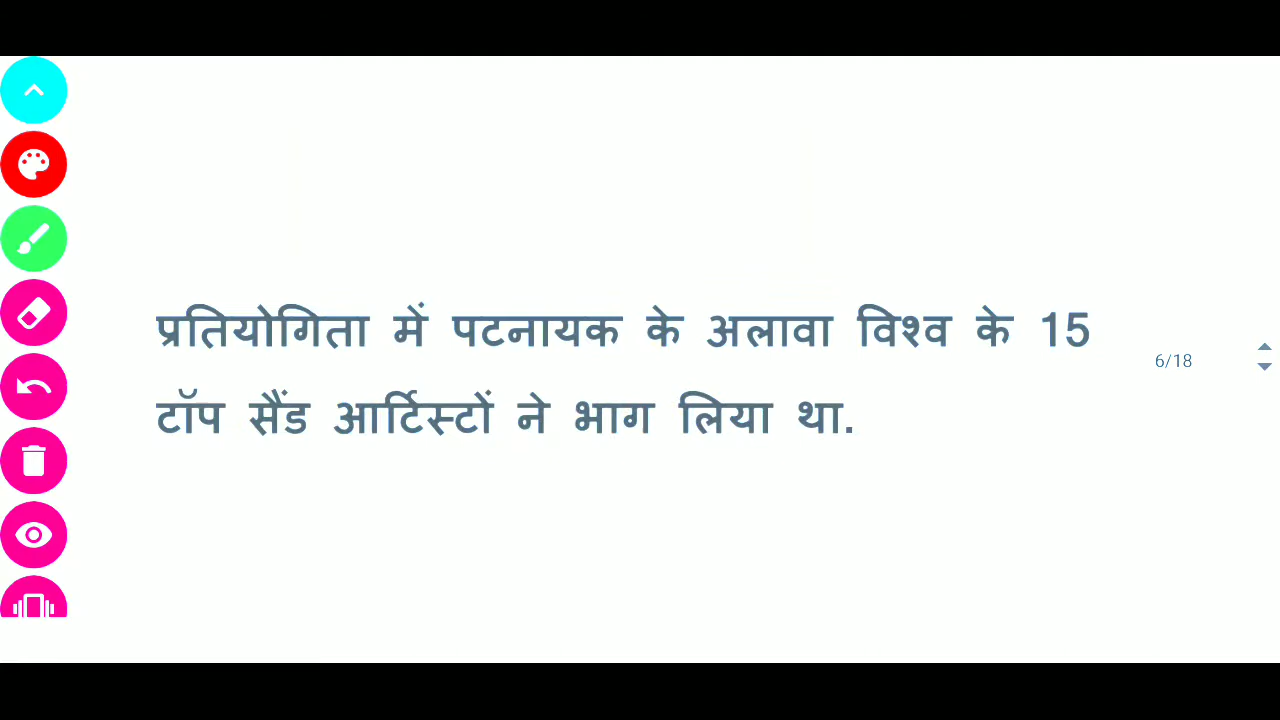 प्रतियोगिता में पटनायक के अलावा विश्व के 15
6/18
टॉप सैंड आर्टिस्टों ने भाग लिया था.